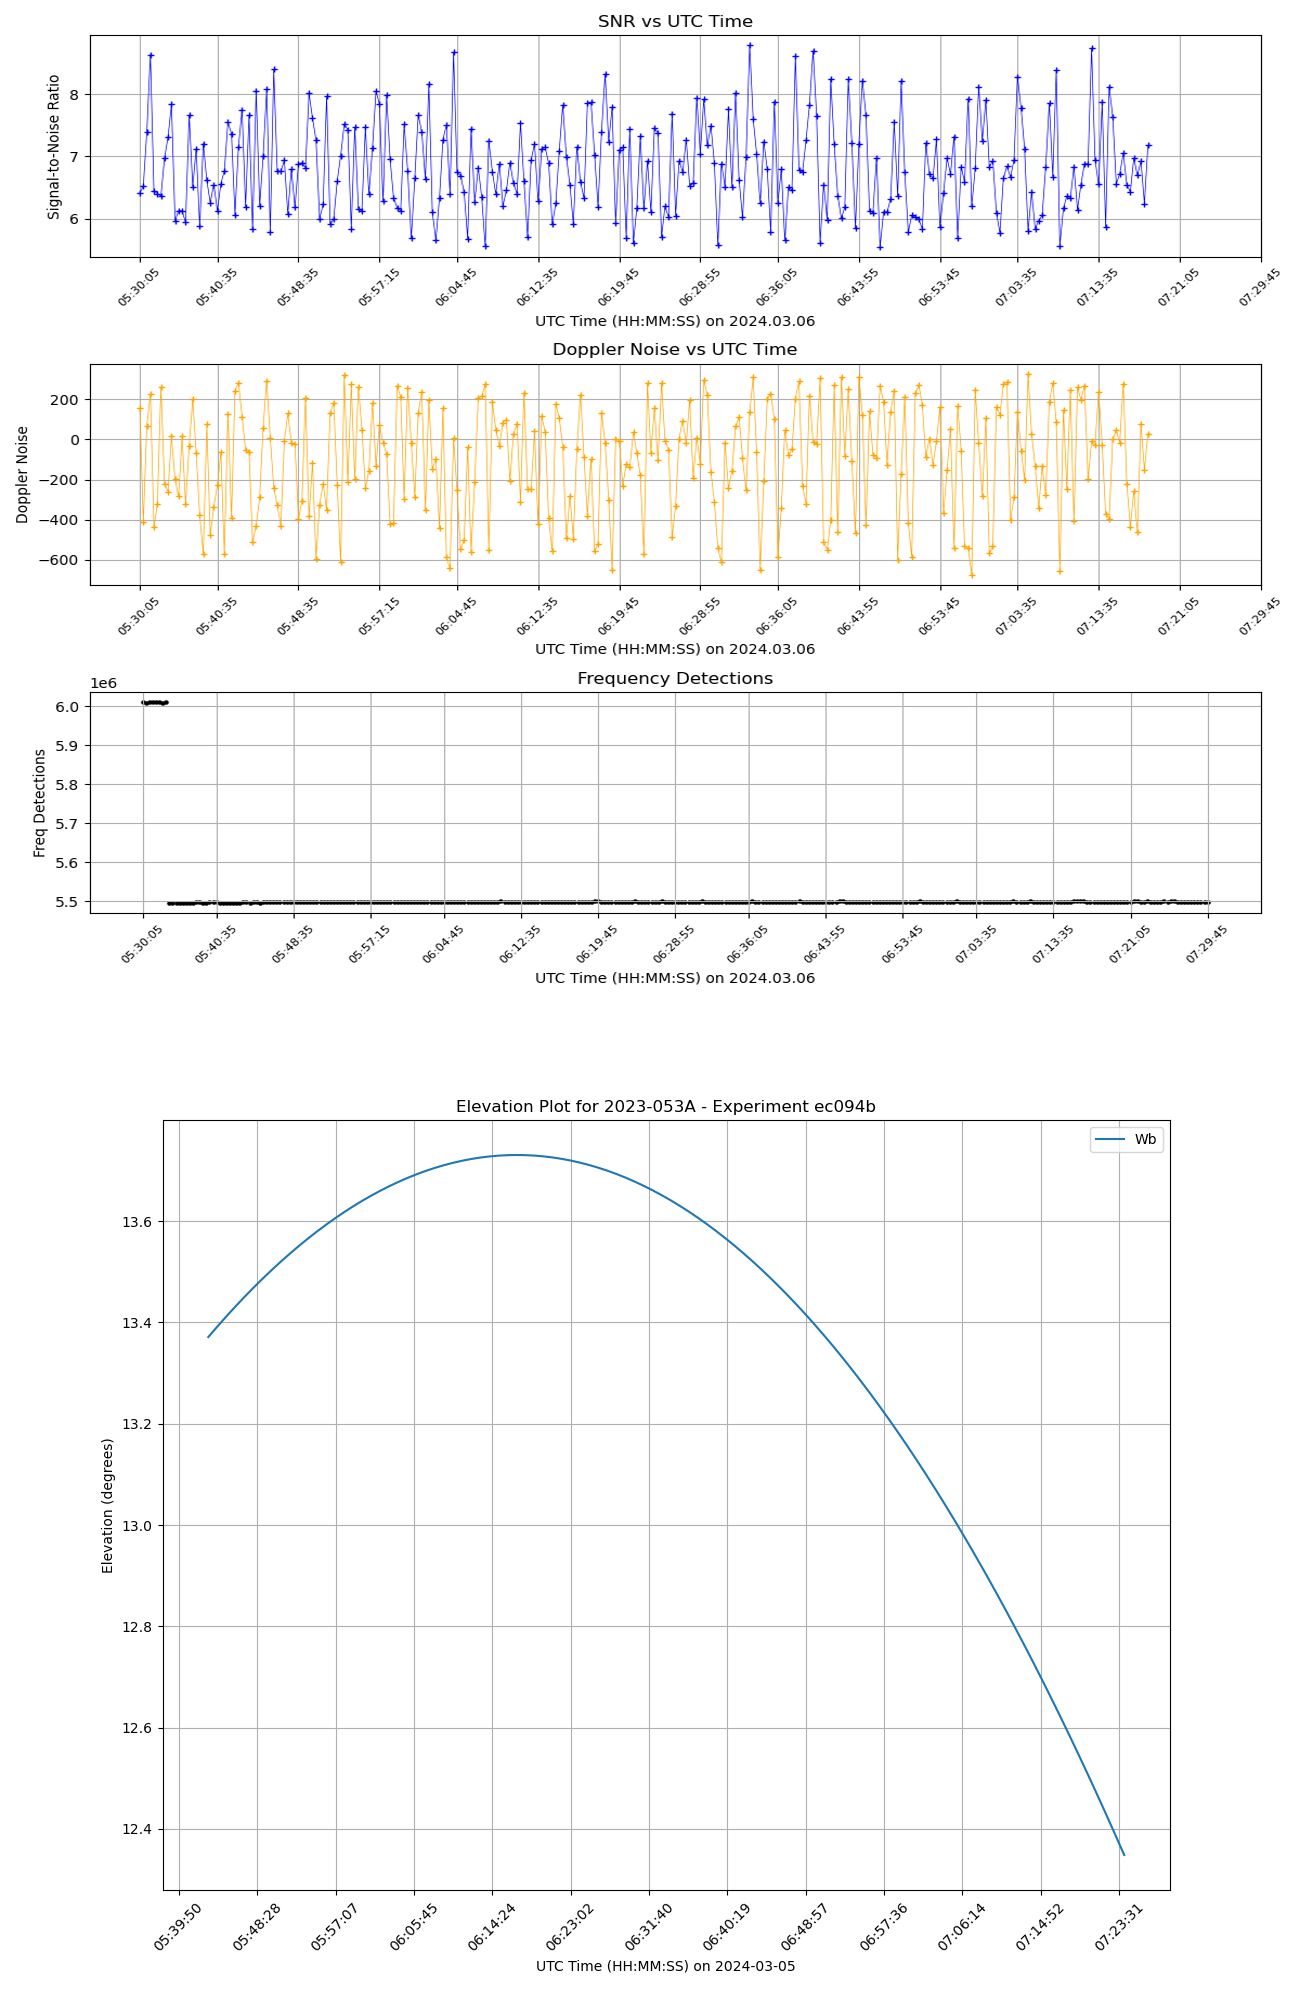 SNR vs UTC Time
Signal-to-Noise Ratio
8
7
6
05:30:05 05:40:35 05:48:35 05:57:15 06:04:45 06:12:35 06:19:45 06:28:55 06:36:05 06:43:55 06:53:45 07:03:35 07:13:35 07:21:05 07:29:45
UTC Time (HH:MM:SS) on 2024.03.06
Doppler Noise vs UTC Time
Doppler Noise
200
0
−200
−400
−600
05:30:05 05:40:35 05:48:35 05:57:15 06:04:45 06:12:35 06:19:45 06:28:55 06:36:05 06:43:55 06:53:45 07:03:35 07:13:35 07:21:05 07:29:45
UTC Time (HH:MM:SS) on 2024.03.06
Frequency Detections
1e6
Freq Detections
6.0
5.9
5.8
5.7
5.6
5.5
05:30:05 05:40:35 05:48:35 05:57:15 06:04:45 06:12:35 06:19:45 06:28:55 06:36:05 06:43:55 06:53:45 07:03:35 07:13:35 07:21:05 07:29:45
UTC Time (HH:MM:SS) on 2024.03.06
Elevation Plot for 2023-053A - Experiment ec094b
Wb
Elevation (degrees)
13.6
13.4
13.2
13.0
12.8
12.6
12.4
05:39:50 05:48:28 05:57:07 06:05:45 06:14:24 06:23:02 06:31:40 06:40:19 06:48:57 06:57:36 07:06:14 07:14:52 07:23:31
UTC Time (HH:MM:SS) on 2024-03-05